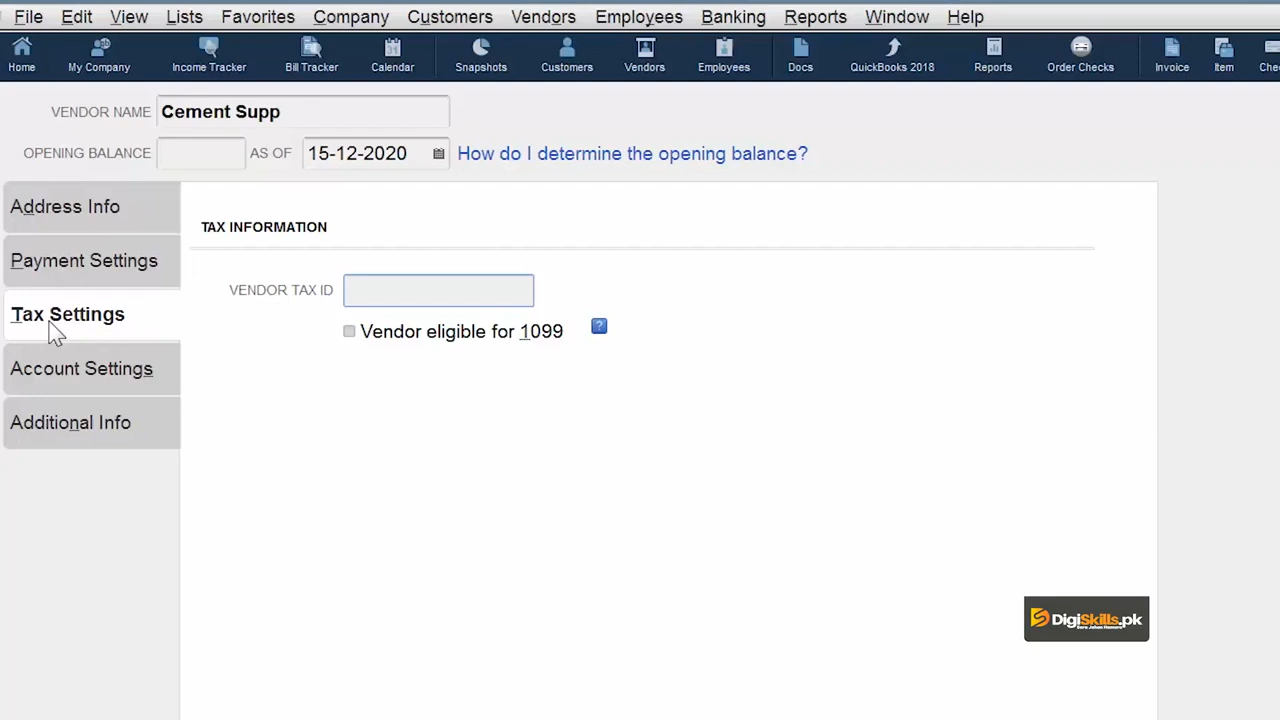 File Edit View Lists Favorites Company Customers Vendors Employees Banking Reports Window Help
Home My Company Income Tracker Bill Tracker Calendar Snapshots Customers Vendors Employees Docs QuickBooks 2018 Reports Order Checks Invoice Item
VENDOR NAME Cement Supp
OPENING BALANCE AS OF 15-12-2020 How do I determine the opening balance?
Address Info
Payment Settings
Tax Settings
Account Settings
Additional Info
TAX INFORMATION
VENDOR TAX ID
Vendor eligible for 1099 ?
DigiSkills.pk